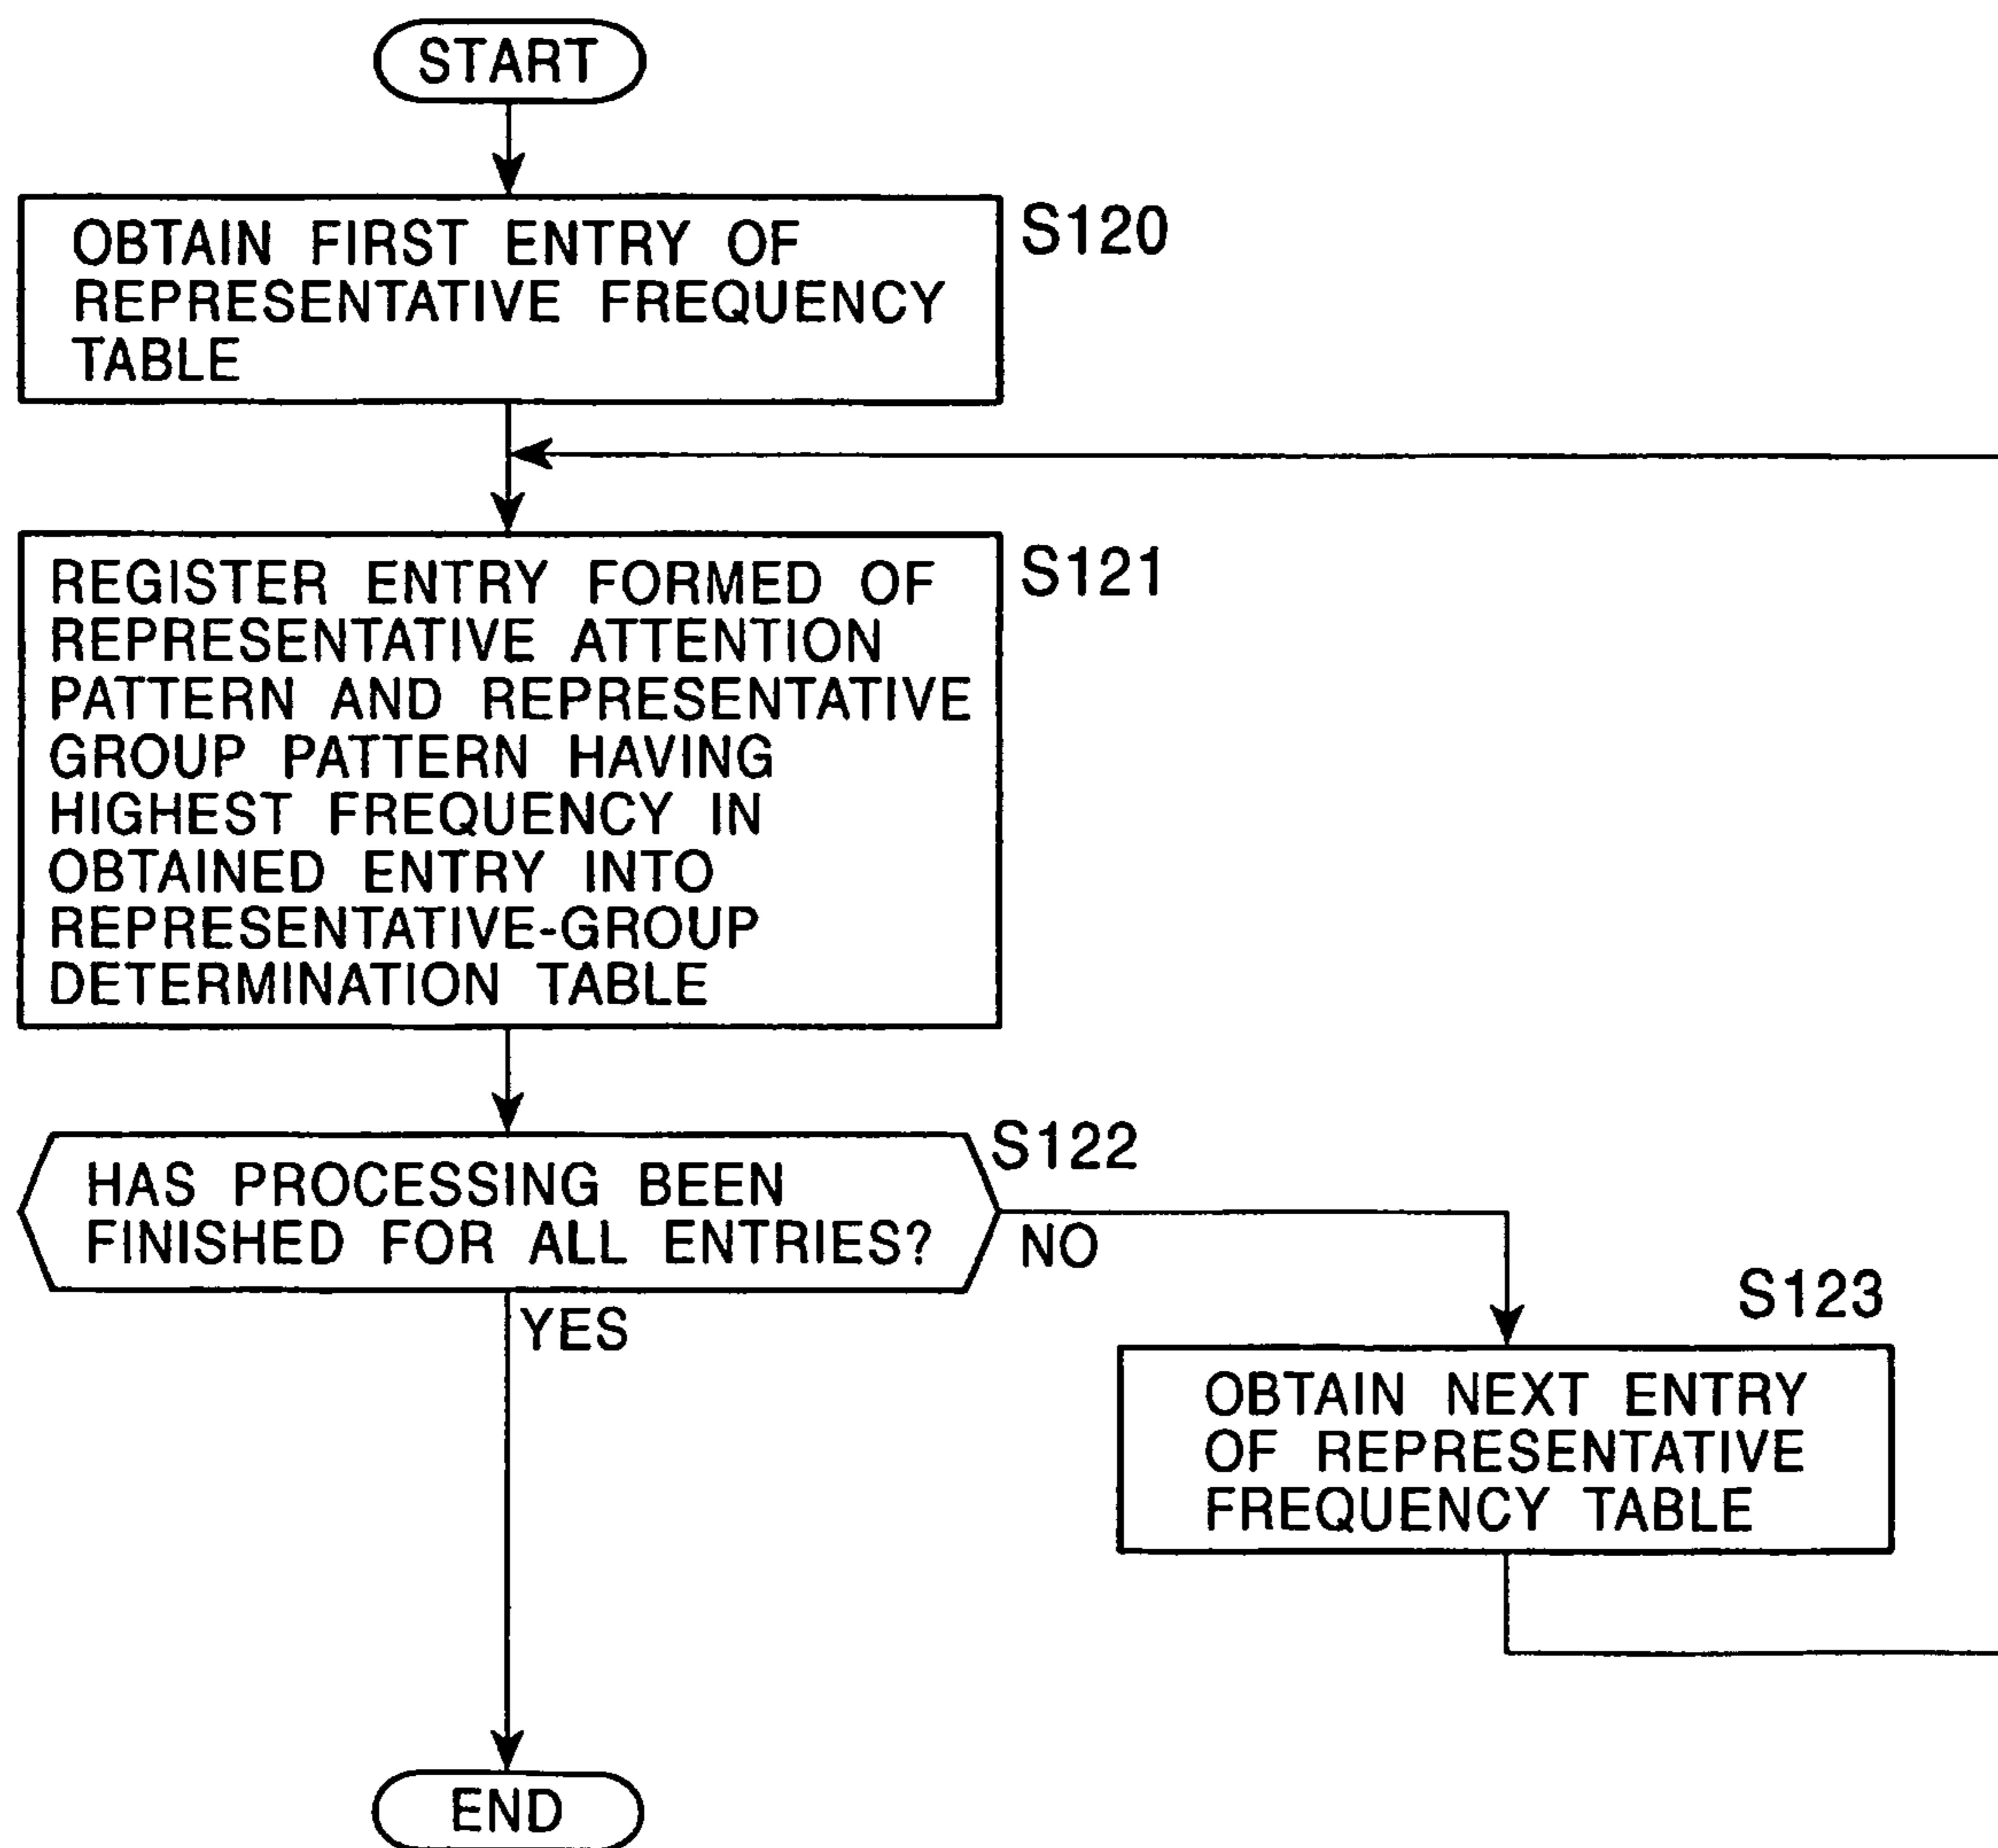 START
OBTAIN FIRST ENTRY OF
REPRESENTATIVE FREQUENCY
TABLE
S120
REGISTER ENTRY FORMED OF
REPRESENTATIVE ATTENTION
PATTERN AND REPRESENTATIVE
GROUP PATTERN HAVING
HIGHEST FREQUENCY IN
OBTAINED ENTRY INTO
REPRESENTATIVE-GROUP
DETERMINATION TABLE
S121
HAS PROCESSING BEEN
FINISHED FOR ALL ENTRIES?
S122
NO
YES
S123
OBTAIN NEXT ENTRY
OF REPRESENTATIVE
FREQUENCY TABLE
END